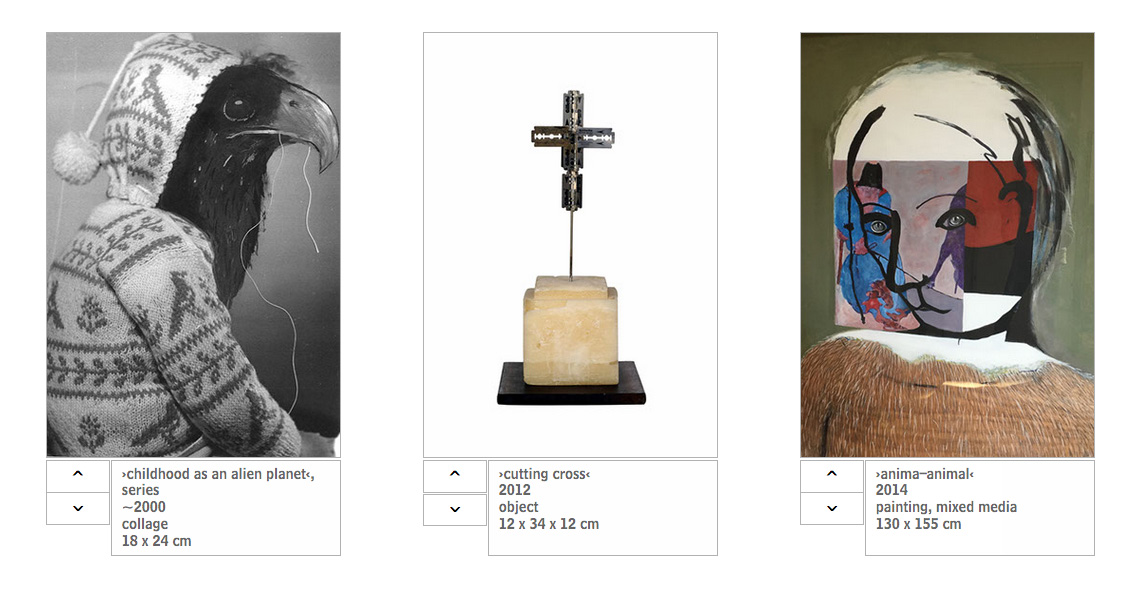 ›childhood as an alien planet‹,
series
~2000
collage
18 x 24 cm
›cutting cross‹
2012
object
12 x 34 x 12 cm
›anima–animal‹
2014
painting, mixed media
130 x 155 cm